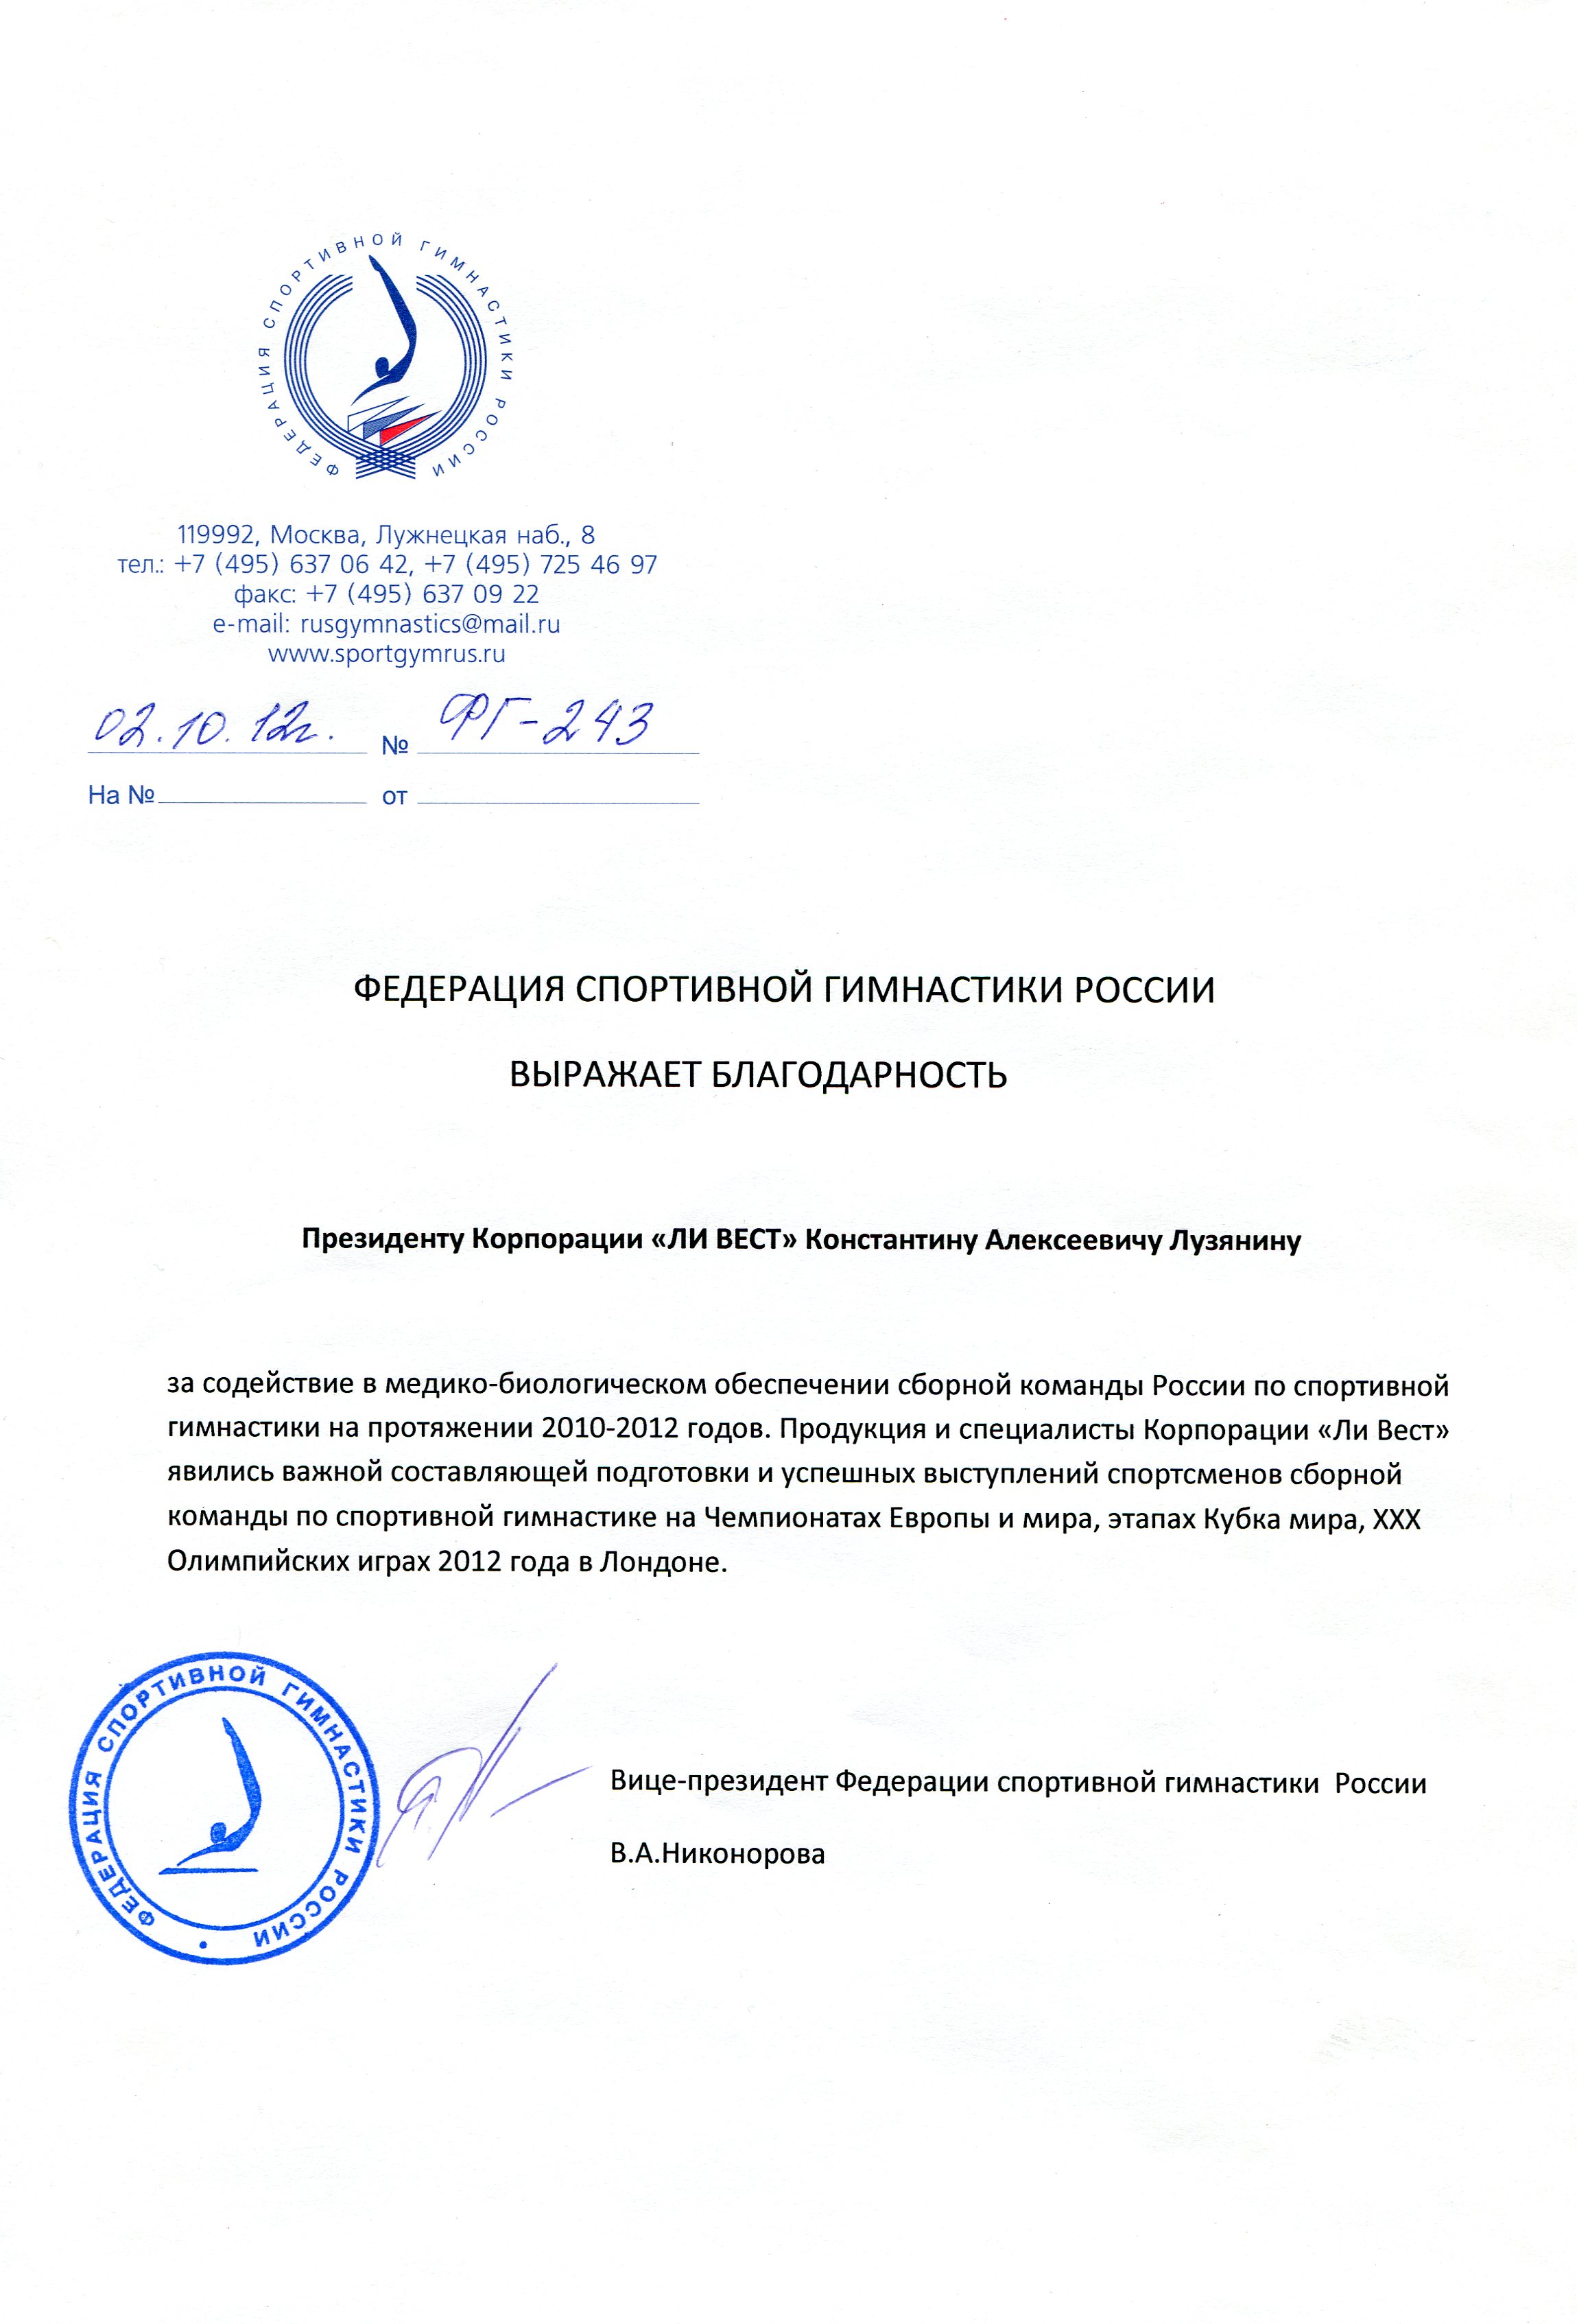 ФЕДЕРАЦИЯ СПОРТИВНОЙ ГИМНАСТИКИ РОССИИ
119992, Москва, Лужнецкая наб., 8
тел.: +7 (495) 637 06 42, +7 (495) 725 46 97
факс: +7 (495) 637 09 22
e-mail: rusgymnastics@mail.ru
www.sportgymrus.ru
02.10.12г. № ФГ-243
На № от
ФЕДЕРАЦИЯ СПОРТИВНОЙ ГИМНАСТИКИ РОССИИ
ВЫРАЖАЕТ БЛАГОДАРНОСТЬ
Президенту Корпорации «ЛИ ВЕСТ» Константину Алексеевичу Лузянину
за содействие в медико-биологическом обеспечении сборной команды России по спортивной
гимнастики на протяжении 2010-2012 годов. Продукция и специалисты Корпорации «Ли Вест»
явились важной составляющей подготовки и успешных выступлений спортсменов сборной
команды по спортивной гимнастике на Чемпионатах Европы и мира, этапах Кубка мира, XXX
Олимпийских играх 2012 года в Лондоне.
ФЕДЕРАЦИЯ СПОРТИВНОЙ ГИМНАСТИКИ РОССИИ •
Вице-президент Федерации спортивной гимнастики России
В.А.Никонорова